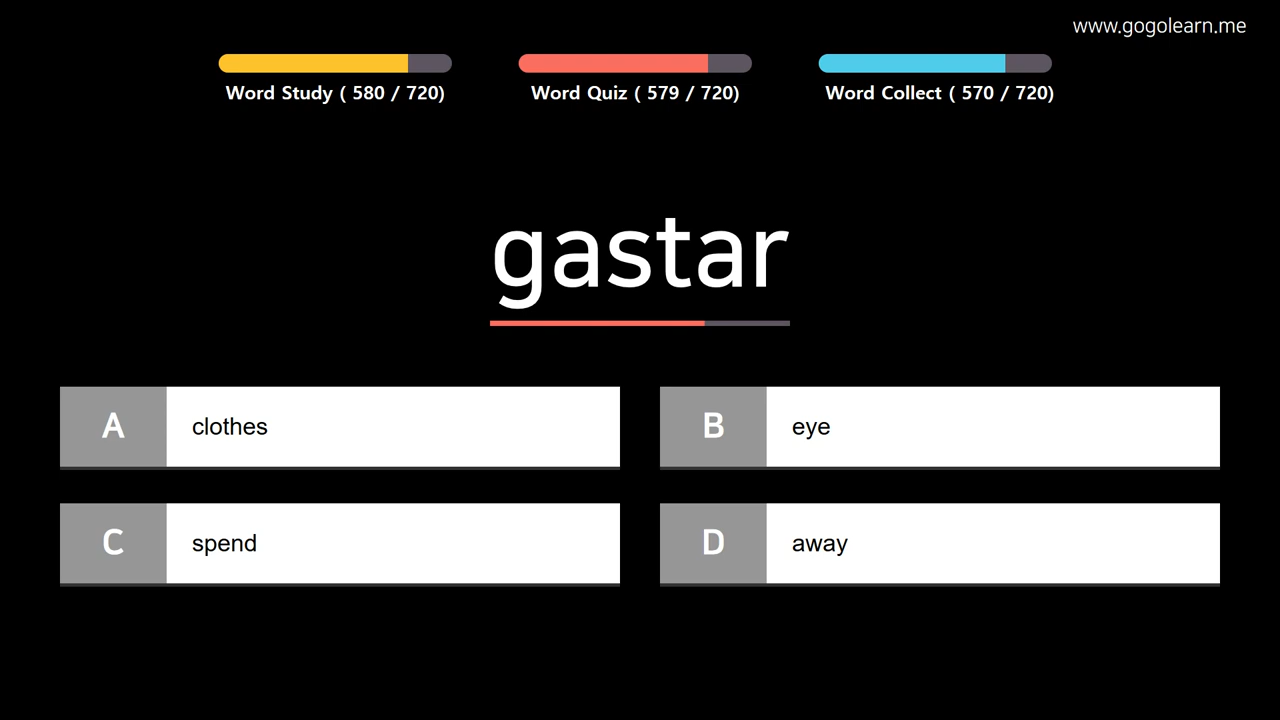 www.gogolearn.me
Word Study ( 580 / 720)
Word Quiz ( 579 / 720)
Word Collect ( 570 / 720)
gastar
A clothes
B eye
C spend
D away